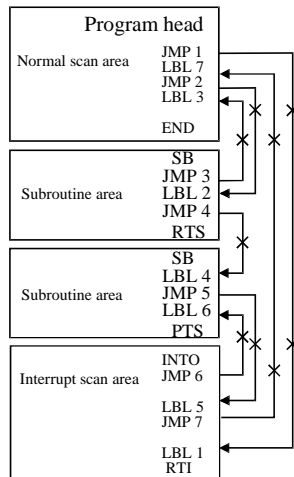 Program head
JMP 1
Normal scan area
LBL 7
JMP 2
LBL 3
END
SB
JMP 3
Subroutine area
LBL 2
JMP 4
RTS
SB
LBL 4
Subroutine area
JMP 5
LBL 6
PTS
INTO
Interrupt scan area
JMP 6
LBL 5
JMP 7
LBL 1
RTI